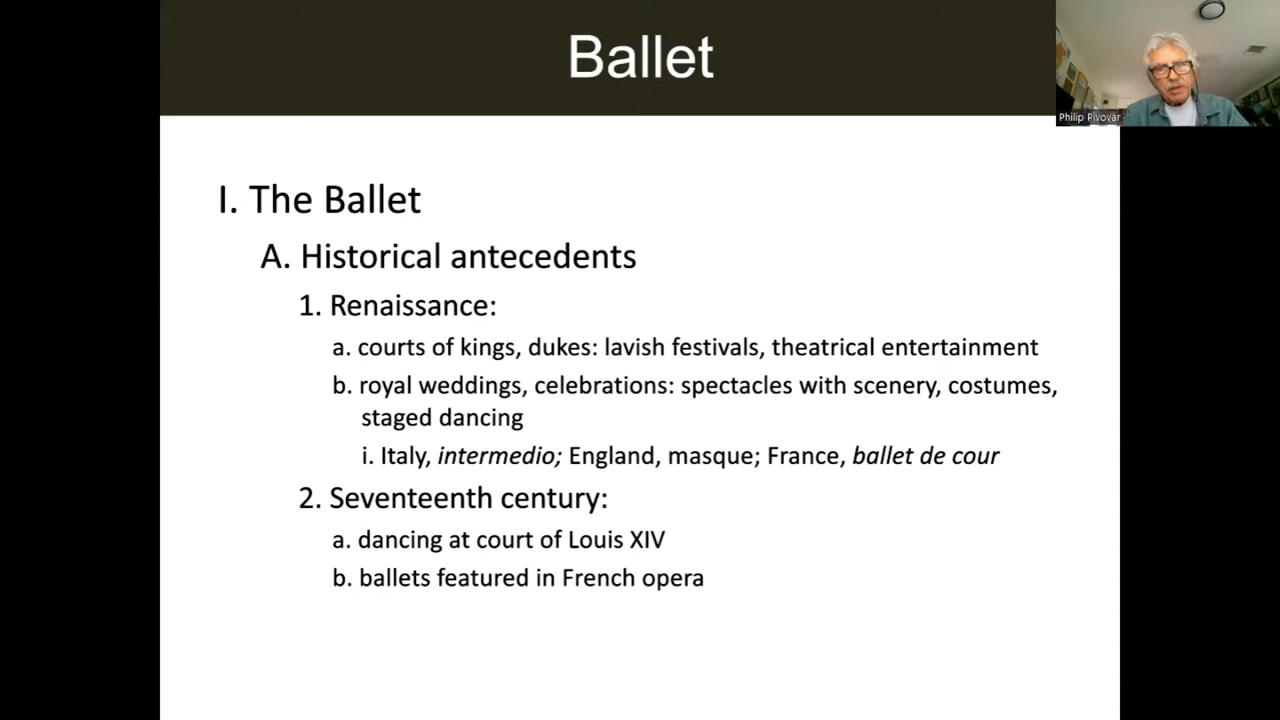 Ballet
Philip Pivovar
I. The Ballet
A. Historical antecedents
1. Renaissance:
a. courts of kings, dukes: lavish festivals, theatrical entertainment
b. royal weddings, celebrations: spectacles with scenery, costumes,
staged dancing
i. Italy, intermedio; England, masque; France, ballet de cour
2. Seventeenth century:
a. dancing at court of Louis XIV
b. ballets featured in French opera